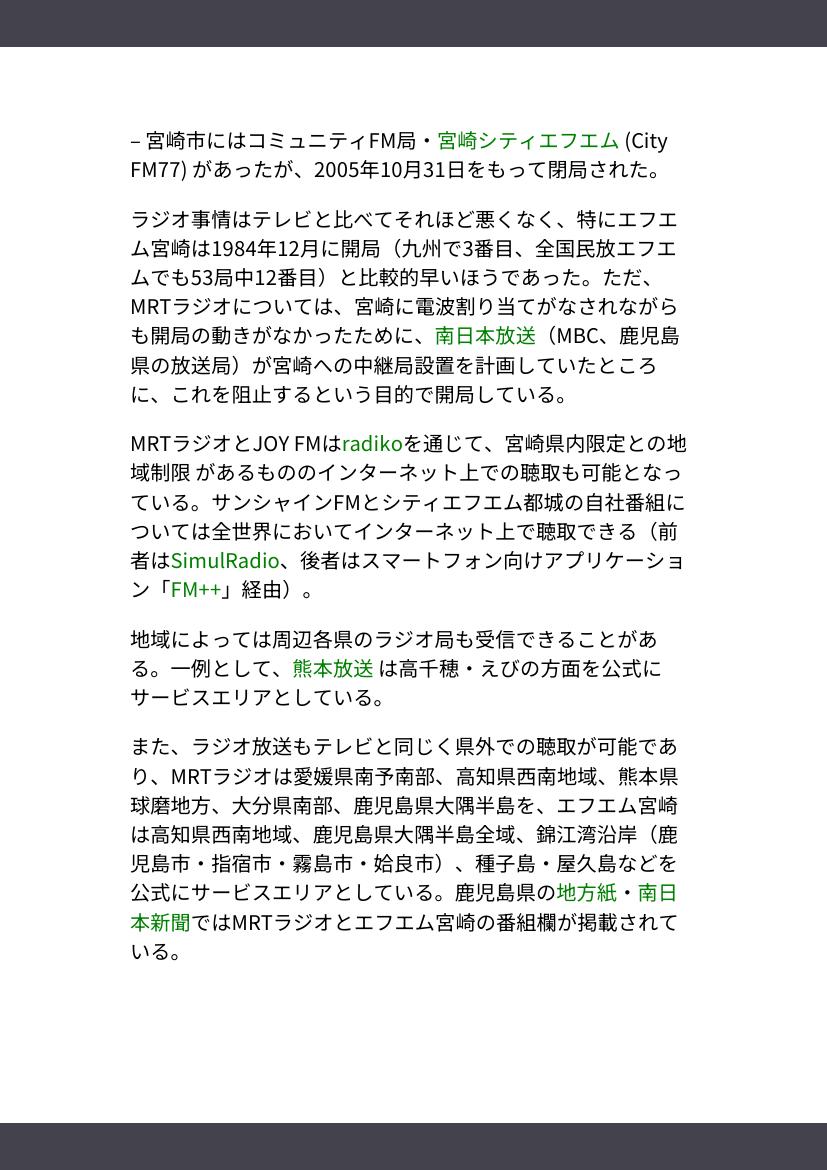 – 宮崎市にはコミュニティFM局・宮崎シティエフエム (City
FM77) があったが、2005年10月31日をもって閉局された。
ラジオ事情はテレビと比べてそれほど悪くなく、特にエフエ
ム宮崎は1984年12月に開局（九州で3番目、全国民放エフエ
ムでも53局中12番目）と比較的早いほうであった。ただ、
MRTラジオについては、宮崎に電波割り当てがなされながら
も開局の動きがなかったために、南日本放送（MBC、鹿児島
県の放送局）が宮崎への中継局設置を計画していたところ
に、これを阻止するという目的で開局している。
MRTラジオとJOY FMはradikoを通じて、宮崎県内限定との地
域制限 があるもののインターネット上での聴取も可能となっ
ている。サンシャインFMとシティエフエム都城の自社番組に
ついては全世界においてインターネット上で聴取できる（前
者はSimulRadio、後者はスマートフォン向けアプリケーショ
ン「FM++」経由）。
地域によっては周辺各県のラジオ局も受信できることがあ
る。一例として、熊本放送 は高千穂・えびの方面を公式に
サービスエリアとしている。
また、ラジオ放送もテレビと同じく県外での聴取が可能であ
り、MRTラジオは愛媛県南予南部、高知県西南地域、熊本県
球磨地方、大分県南部、鹿児島県大隅半島を、エフエム宮崎
は高知県西南地域、鹿児島県大隅半島全域、錦江湾沿岸（鹿
児島市・指宿市・霧島市・姶良市）、種子島・屋久島などを
公式にサービスエリアとしている。鹿児島県の地方紙・南日
本新聞ではMRTラジオとエフエム宮崎の番組欄が掲載されて
いる。